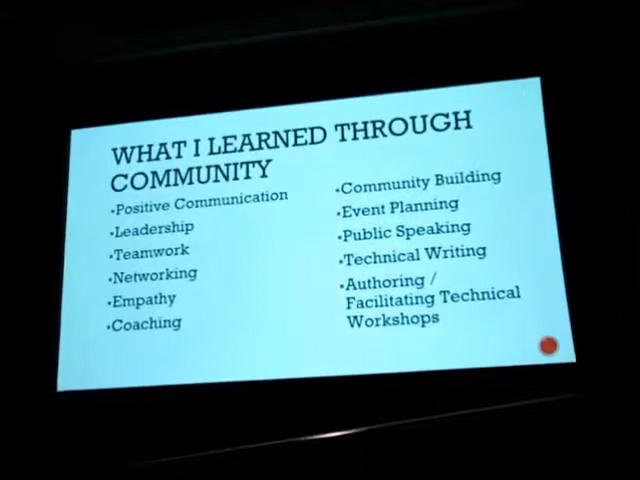 WHAT I LEARNED THROUGH
COMMUNITY
•Positive Communication
•Leadership
•Teamwork
•Networking
•Empathy
•Coaching
•Community Building
•Event Planning
•Public Speaking
•Technical Writing
•Authoring /
Facilitating Technical
Workshops